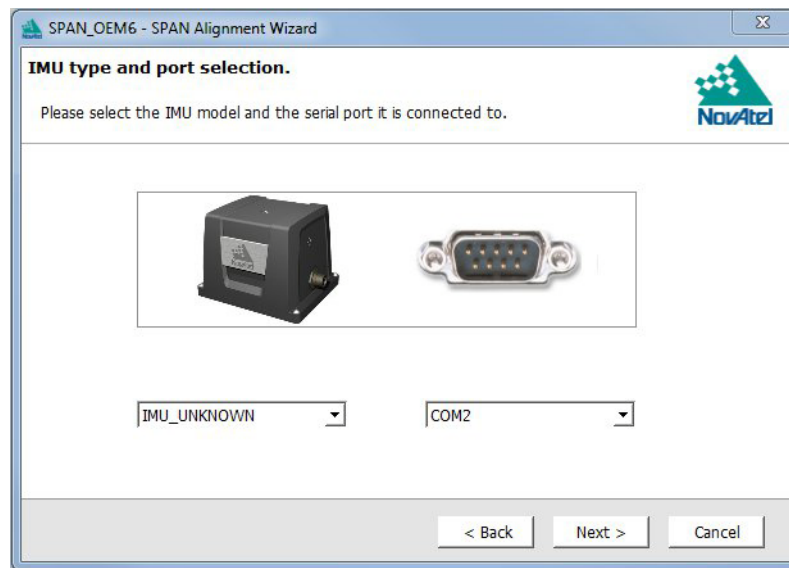 SPAN_OEM6 - SPAN Alignment Wizard
IMU type and port selection.
Please select the IMU model and the serial port it is connected to.
NovAtel
NovAtel
IMU_UNKNOWN
COM2
< Back
Next >
Cancel